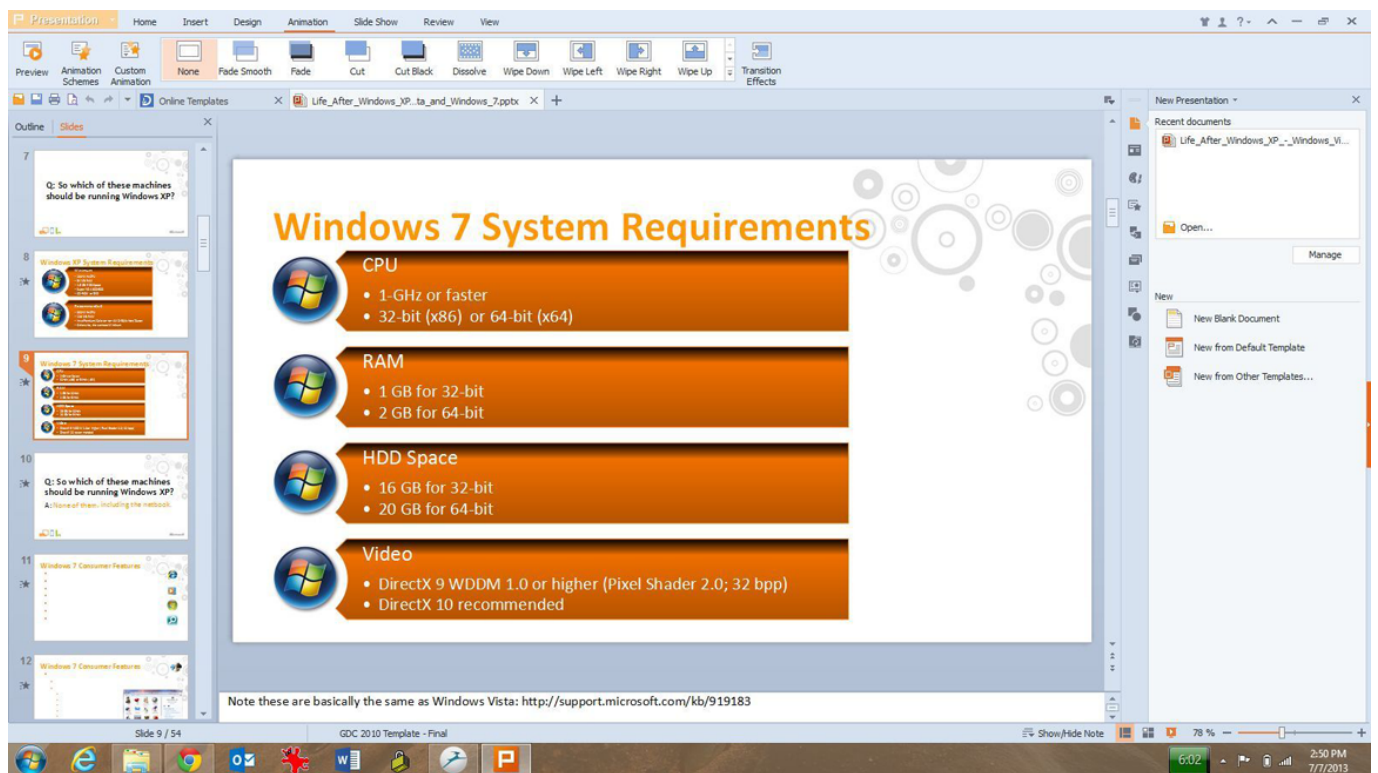 Presentation
Home Insert Design Animation Slide Show Review View
?
Preview
Animation Schemes
Custom Animation
None
Fade Smooth
Fade
Cut
Cut Black
Dissolve
Wipe Down
Wipe Left
Wipe Right
Wipe Up
Transition Effects
Online Templates
Life_After_Windows_XP...ta_and_Windows_7.pptx
Outline Slides
7
Q: So which of these machines
should be running Windows XP?
8
Windows XP System Requirements
9
Windows 7 System Requirements
10
Q: So which of these machines
should be running Windows XP?
A: None of them, including the netbook.
11
Windows 7 Consumer Features
12
Windows 7 Consumer Features
Windows 7 System Requirements
CPU
• 1-GHz or faster
• 32-bit (x86) or 64-bit (x64)
RAM
• 1 GB for 32-bit
• 2 GB for 64-bit
HDD Space
• 16 GB for 32-bit
• 20 GB for 64-bit
Video
• DirectX 9 WDDM 1.0 or higher (Pixel Shader 2.0; 32 bpp)
• DirectX 10 recommended
Note these are basically the same as Windows Vista: http://support.microsoft.com/kb/919183
New Presentation
Recent documents
Life_After_Windows_XP_-_Windows_Vi...
Open...
Manage
New
New Blank Document
New from Default Template
New from Other Templates...
Slide 9 / 54
GDC 2010 Template - Final
Show/Hide Note
78 %
6:02
2:50 PM
7/7/2013